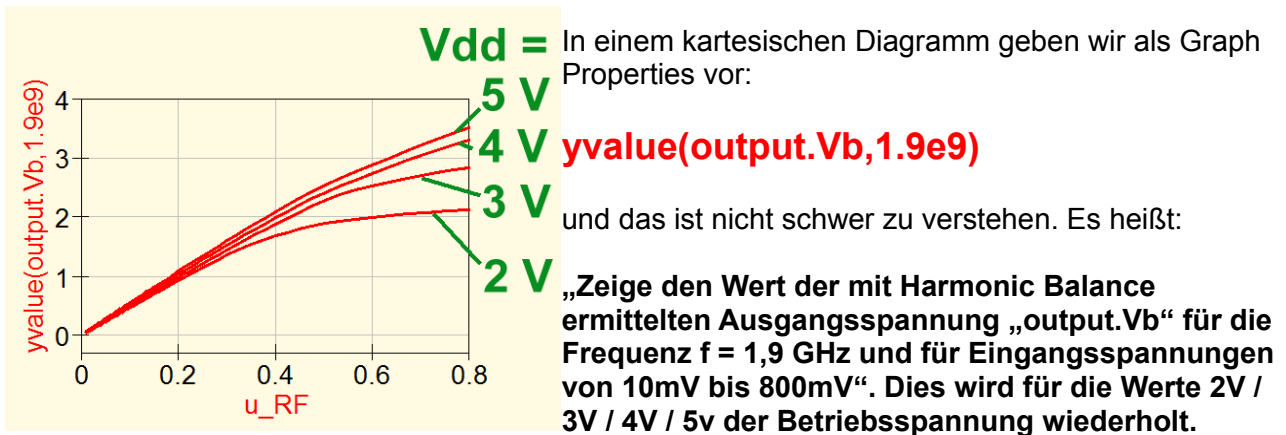 Vdd =
5 V
4 V
3 V
2 V
yvalue(output.Vb,1.9e9)
4
3
2
1
0
0 0.2 0.4 0.6 0.8
u_RF
In einem kartesischen Diagramm geben wir als Graph
Properties vor:
yvalue(output.Vb,1.9e9)
und das ist nicht schwer zu verstehen. Es heißt:
„Zeige den Wert der mit Harmonic Balance
ermittelten Ausgangsspannung „output.Vb“ für die
Frequenz f = 1,9 GHz und für Eingangsspannungen
von 10mV bis 800mV“. Dies wird für die Werte 2V /
3V / 4V / 5v der Betriebsspannung wiederholt.